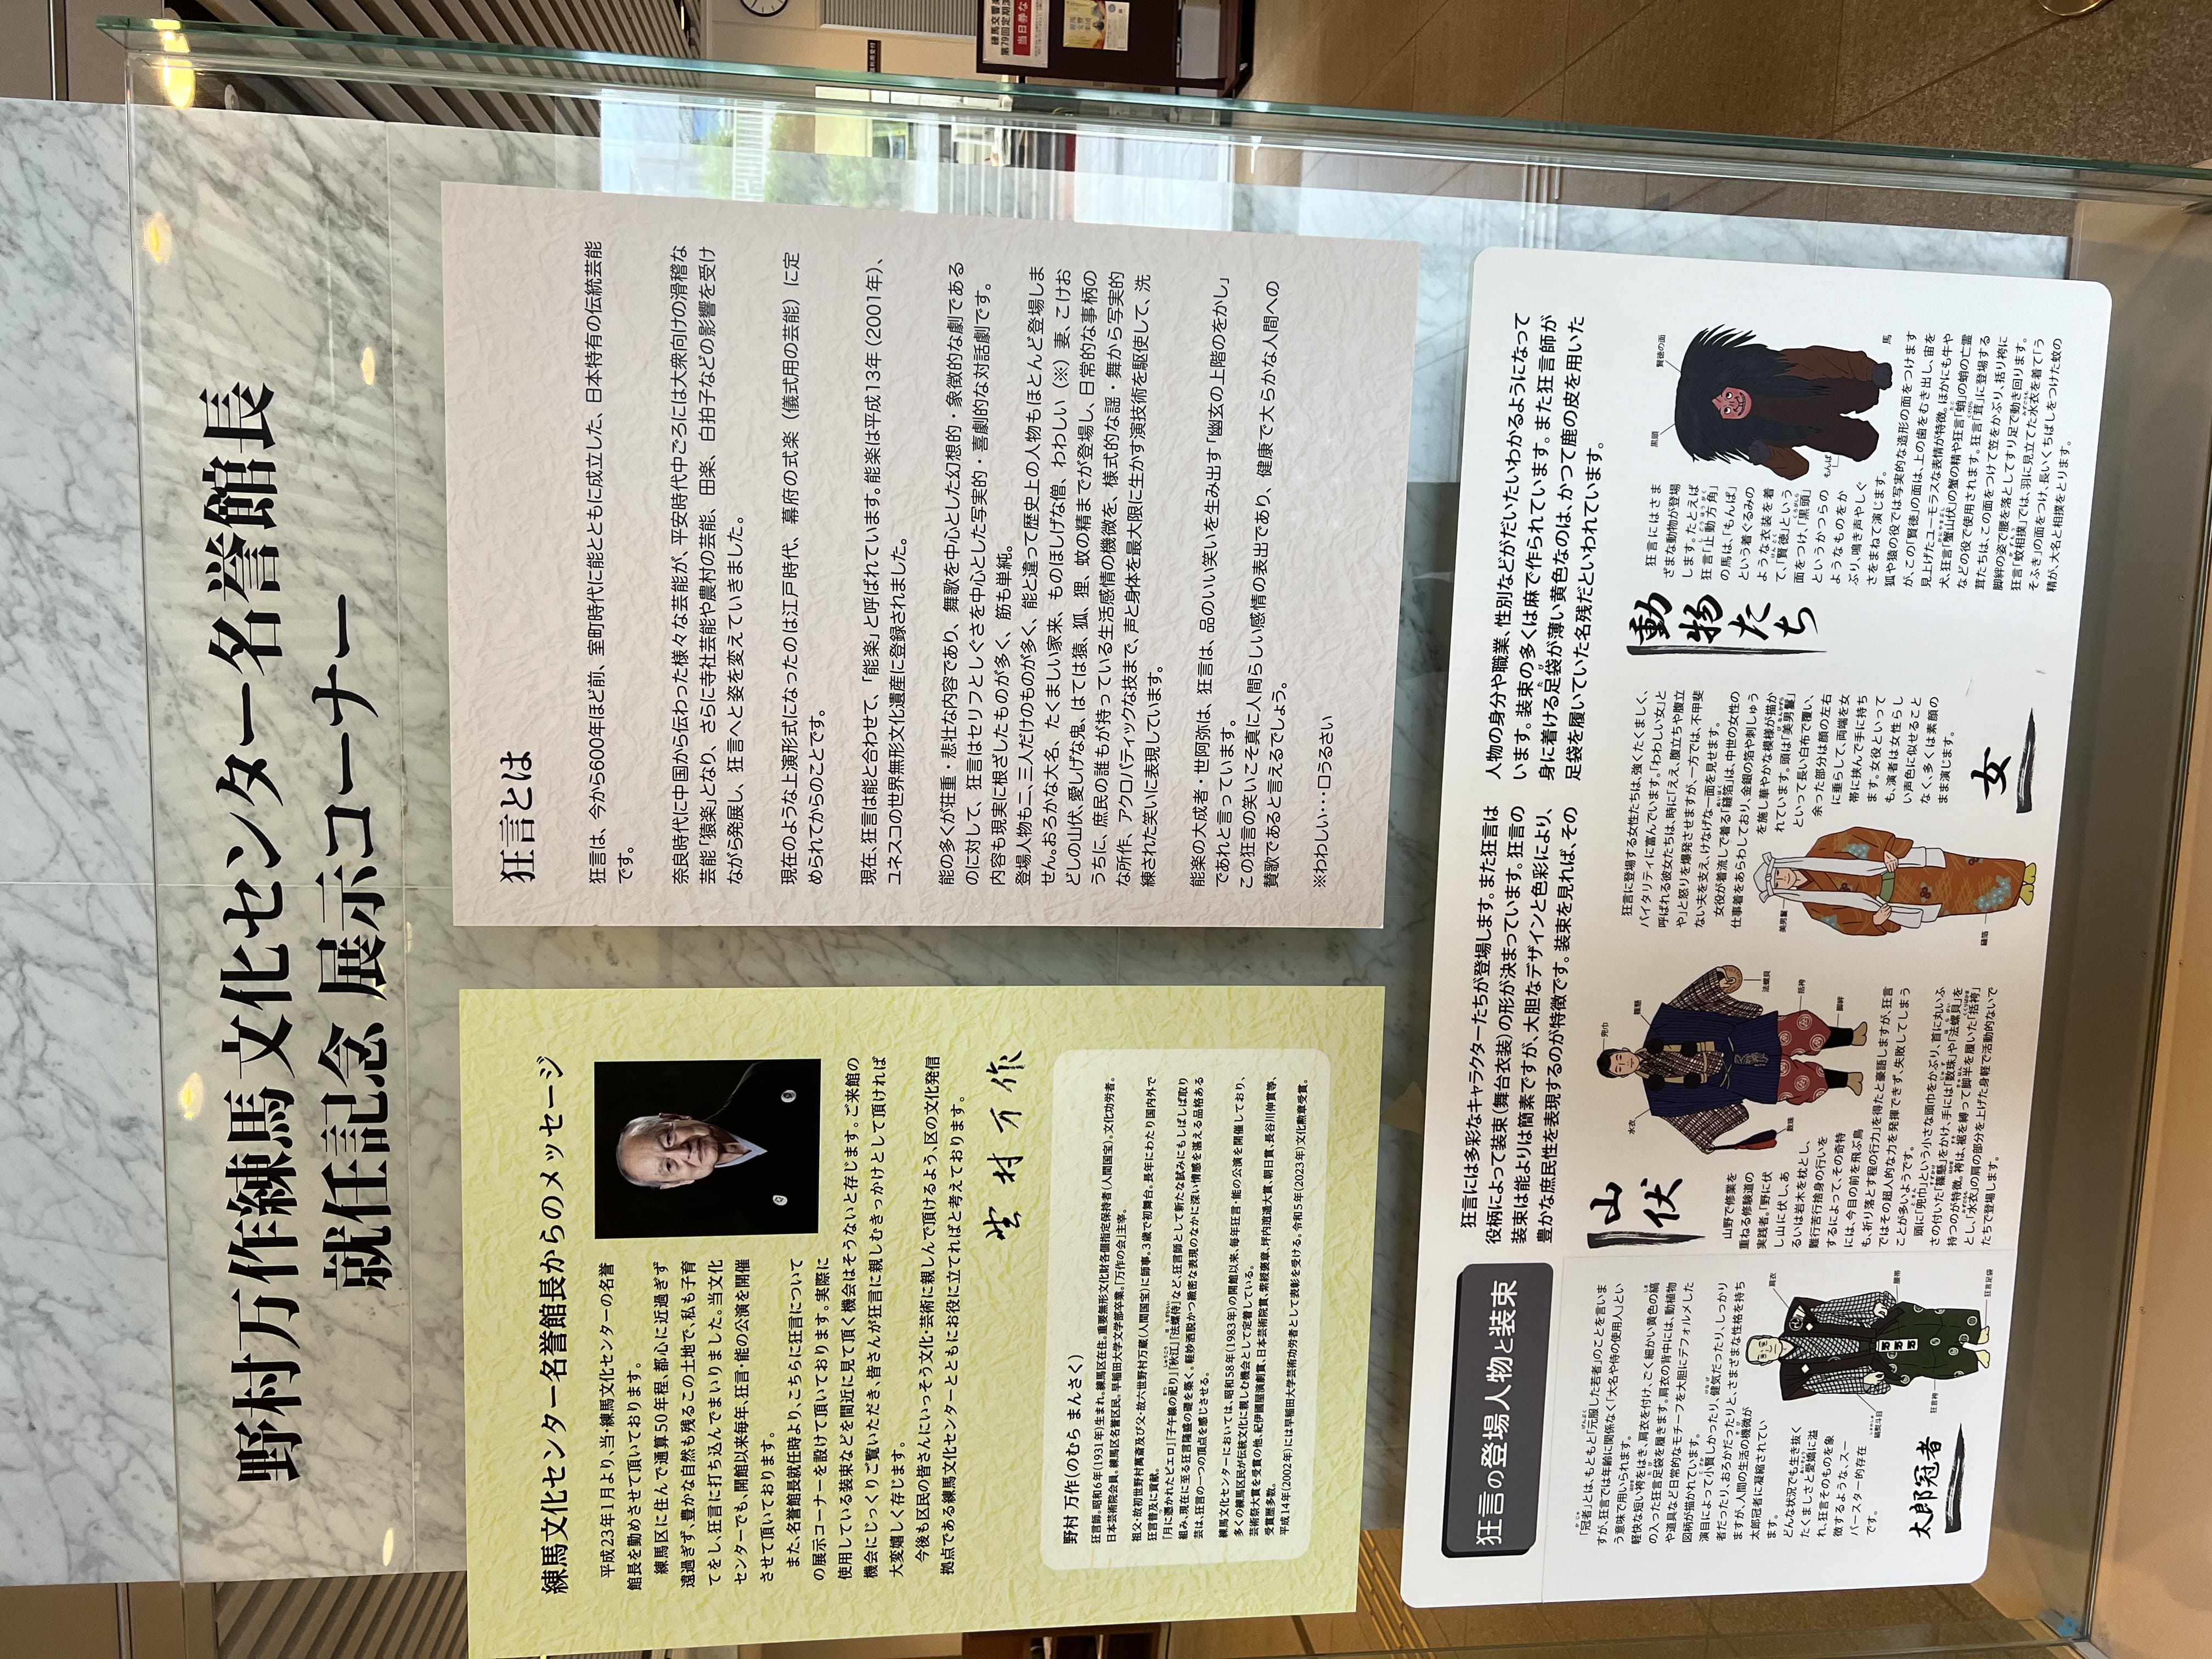 野村万作練馬文化センター名誉館長
就任記念 展示コーナー
練馬文化センター名誉館長からのメッセージ
平成23年1月より、当・練馬文化センターの名誉
館長を勤めさせて頂いております。
練馬区に住んで通算50年程、都心に近過ぎず
遠過ぎず、豊かな自然も残るこの土地で、私も子育
てをし、狂言に打ち込んでまいりました。当文化
センターでも、開館以来毎年、狂言・能の公演を開催
させて頂いております。
また、名誉館長就任時より、こちらに狂言について
の展示コーナーを設けて頂いております。実際に
使用している装束などを間近に見て頂く機会はそうないと存じます。ご来館の
機会にじっくりご覧いただき、皆さんが狂言に親しむきっかけとして頂ければ
大変嬉しく存じます。
今後も区民の皆さんにいっそう文化・芸術に親しんで頂けるよう、区の文化発信
拠点である練馬文化センターとともにお役に立てればと考えております。
野村万作
野村 万作(のむら まんさく)
狂言師。昭和6年(1931年)生まれ。練馬区在住。重要無形文化財各個指定保持者(人間国宝)。文化功労者。
日本芸術院会員。練馬区名誉区民。早稲田大学文学部卒業。「万作の会」主宰。
祖父・故初世野村萬斎及び父・故六世野村万蔵(人間国宝)に師事。3歳で初舞台。長年にわたり国内外で
狂言普及に貢献。
『月に憑かれたピエロ』『子午線の祀り』『秋江』『法螺侍』など、狂言師として新たな試みにもしばしば取り
組み、現在に至る狂言隆盛の礎を築く。軽妙洒脱かつ緻密な表現のなかに深い情感を湛える品格ある
芸は、狂言の一つの頂点を感じさせる。
練馬文化センターにおいては、昭和58年(1983年)の開館以来、毎年狂言・能の公演を開催しており、
多くの練馬区民が伝統文化に親しむ機会として定着している。
芸術祭大賞を受賞の他、紀伊國屋演劇賞、日本芸術院賞、紫綬褒章、坪内逍遥大賞、朝日賞、長谷川伸賞等、
受賞歴多数。
平成14年(2002年)には早稲田大学芸術功労者として表彰を受ける。令和5年(2023年)文化勲章受賞。
狂言とは
狂言は、今から600年ほど前、室町時代に能とともに成立した、日本特有の伝統芸能
です。
奈良時代に中国から伝わった様々な芸能が、平安時代中ごろには大衆向けの滑稽な
芸能「猿楽」となり、さらに寺社芸能や農村の芸能、田楽、白拍子などの影響を受け
ながら発展し、狂言へと姿を変えていきました。
現在のような上演形式になったのは江戸時代、幕府の式楽（儀式用の芸能）に定
められてからのことです。
現在、狂言は能と合わせて、「能楽」と呼ばれています。能楽は平成13年（2001年）、
ユネスコの世界無形文化遺産に登録されました。
能の多くが荘重・悲壮な内容であり、舞歌を中心とした幻想的・象徴的な劇である
のに対して、狂言はセリフとしぐさを中心とした写実的・喜劇的な対話劇です。
内容も現実に根ざしたものが多く、筋も単純。
登場人物も二、三人だけのものが多く、能と違って歴史上の人物もほとんど登場しま
せん。おろかな大名、たくましい家来、ものほしげな僧、わわしい（※）妻、こけお
どしの山伏、愛しげな鬼、はては猿、狐、狸、蚊の精までが登場し、日常的な事柄の
うちに、庶民の誰もが持っている生活感情の機微を、様式的な謡・舞から写実的
な所作、アクロバティックな技まで、声と身体を最大限に生かす演技術を駆使して、洗
練された笑いに表現しています。
能楽の大成者・世阿弥は、狂言は、品のいい笑いを生み出す「幽玄の上階のをかし」
であれと言っています。
この狂言の笑いこそ真に人間らしい感情の表出であり、健康で大らかな人間への
賛歌であると言えるでしょう。
※わわしい・・・口うるさい
狂言の登場人物と装束
狂言には多彩なキャラクターたちが登場します。また狂言は
役柄によって装束(舞台衣装)の形が決まっています。狂言の
装束は能よりは簡素ですが、大胆なデザインと色彩により、
豊かな庶民性を表現するのが特徴です。装束を見れば、その
人物の身分や職業、性別などがだいたいわかるようになって
います。装束の多くは麻で作られています。また狂言師が
身に着ける足袋が薄い黄色なのは、かつて鹿の皮を用いた
足袋を履いていた名残だといわれています。
「冠者」とは、もともと「元服した若者」のことを言いま
すが、狂言では年齢に関係なく「大名や侍の使用人」とい
う意味で用いられます。
軽快な短い袴をはき、肩衣を付け、ごく細かい黄色の縞
の入った狂言足袋を履きます。肩衣の背中には、動植物
や道具など日常的なモチーフを大胆にデフォルメした
図柄が描かれています。
演目によって小賢しかったり、健気だったり、しっかり
者だったり、おろかだったりと、さまざまな性格を持ち
ますが、人間の生活の機微が
太郎冠者に凝縮されてい
ます。
どんな状況でも生き抜く
たくましさと愛嬌に溢
れ、狂言そのものを象
徴するような、スー
パースター的存在
です。
太郎冠者
肩衣
縞熨斗目
腰帯
狂言袴
狂言足袋
山伏
山野で修業を
重ねる修験道の
実践者。「野に伏
し山に伏し、あ
るいは岩木を枕とし、
難行苦行捨身の行いを
するによって、その奇特
には、今目の前を飛ぶ鳥
も、祈り落とす程の行力」を得たと豪語しますが、狂言
ではその超人的な力を発揮できず、失敗してしまう
ことが多いようです。
頭に「兜巾」という小さな頭巾をかぶり、首に丸いふ
さの付いた「篠懸」をかけ、手には「数珠」や「法螺貝」を
持つのが特徴。袴は、裾を縛って脚半を履いた「括袴」
とし、「水衣」の肩の部分を上げた身軽で活動的ないで
たちで登場します。
兜巾
水衣
篠懸
数珠
法螺貝
括袴
脚絆
狂言に登場する女性たちは、強くたくましく、
バイタリティに富んでいます。「わわしい女」と
呼ばれる彼女たちは、時に「ええ、腹立ちや腹立
や」と怒りを爆発させますが、一方では、不甲斐
ない夫を支え、けなげな一面を見せます。
女役が着流しで着る「縫箔」は、中世の女性の
仕事着をあらわしており、金銀の箔や刺しゅう
を施し華やかな模様が描か
れています。頭は「美男鬘」
といって長い白布で覆い、
余った部分は顔の左右
に垂らして、両端を女
帯に挟んで手に持ち
ます。女役といって
も、演者は女性らし
い声色に似せること
なく、多くは素顔の
まま演じます。
美男鬘
縫箔
女
動物たち
狂言にはさま
ざまな動物が登場
します。たとえば
狂言「止動方角」
の馬は、「もんぱ」
という着ぐるみの
ような衣装を着
て、「賢徳」という
面をつけ、「黒頭」
というかつらの
ようなものをか
ぶり、鳴き声やしぐ
さをまねて演じます。
狐や猿の役では写実的な造形の面をつけます
が、この「賢徳」の面は、上の歯をむき出し、宙を
見上げたユーモラスな表情が特徴。ほかにも牛や
犬、狂言「蟹山伏」の蟹の精や狂言「蛸」の蛸の亡霊
などの役で使用されます。狂言「茸」に登場する
茸たちは、この面をつけて笠をかぶり、括り袴に
脚絆の姿で腰を落としてすり足で動き回ります。
狂言「蚊相撲」では、羽に見立てた水衣を着て「う
そふき」の面をつけ、長いくちばしをつけた蚊の
精が、大名と相撲をとります。
黒頭
賢徳の面
もんぱ
馬
練馬交響
第79回定期演
当日券な